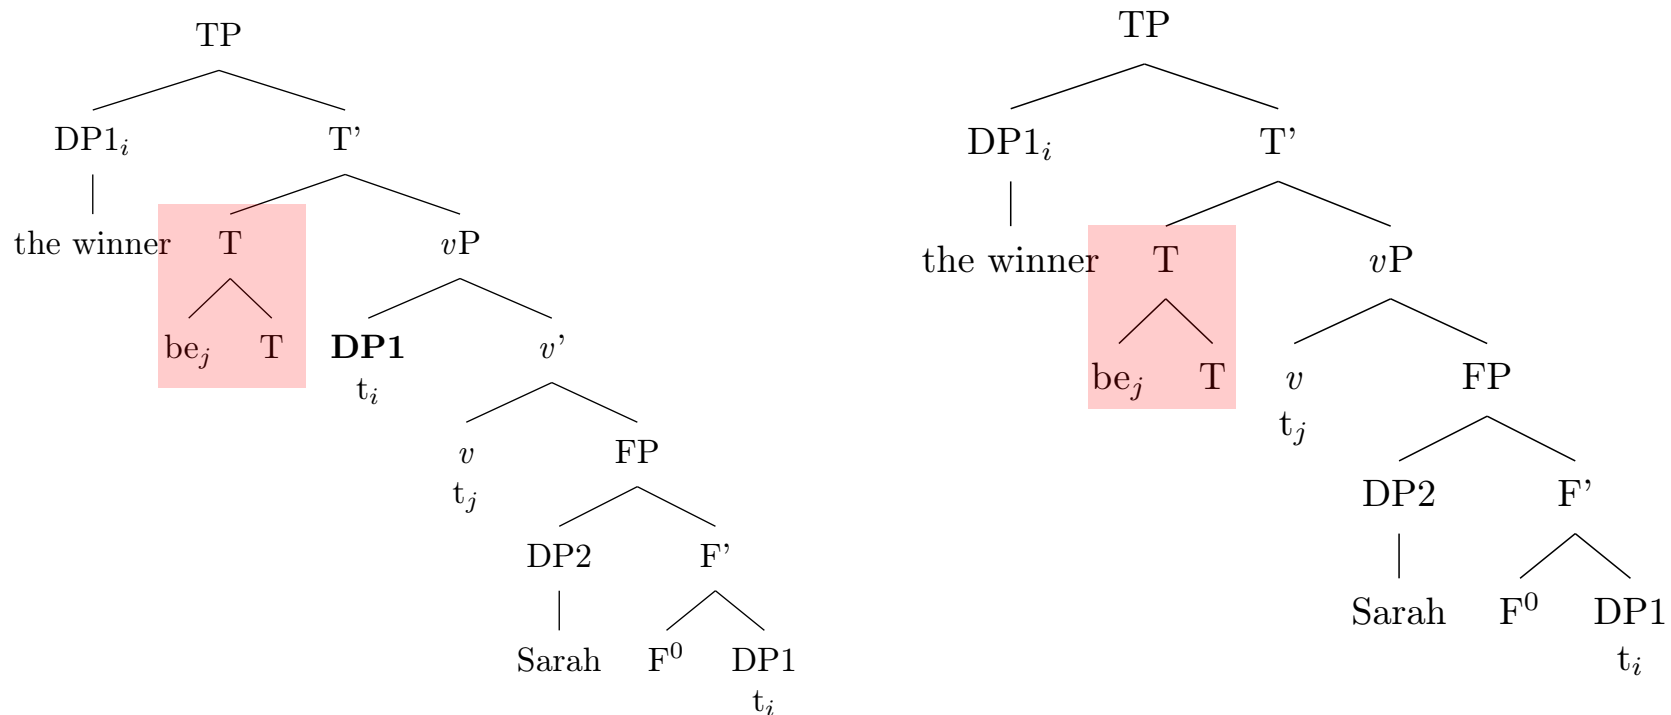 TP
DP1i T'
the winner T vP
bej T DP1 v'
ti
v FP
tj
DP2 F'
Sarah F0 DP1
ti
TP
DP1i T'
the winner T vP
bej T v FP
tj
DP2 F'
Sarah F0 DP1
ti